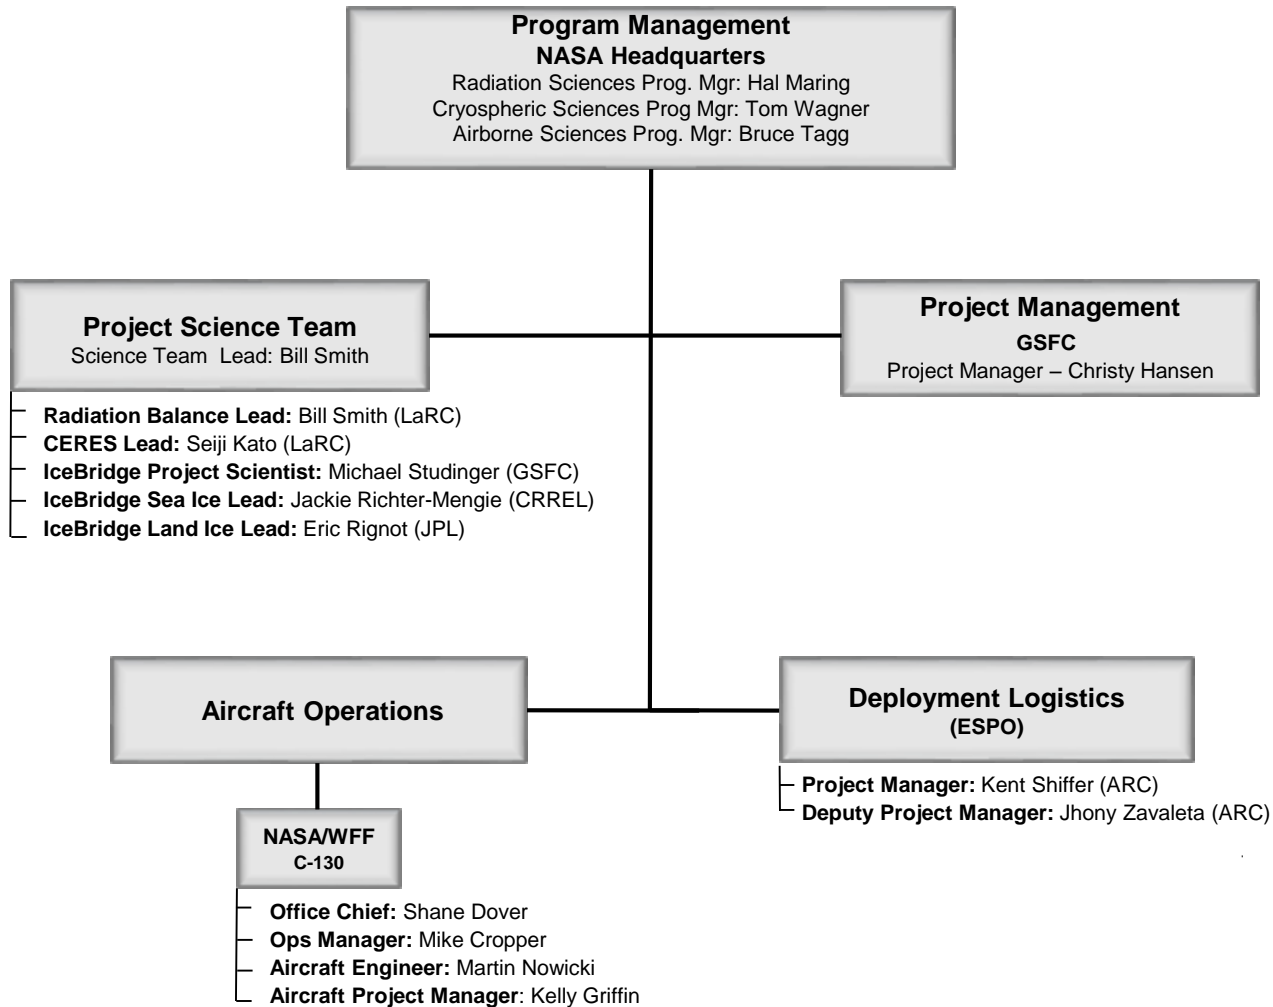 Program Management
NASA Headquarters
Radiation Sciences Prog. Mgr: Hal Maring
Cryospheric Sciences Prog Mgr: Tom Wagner
Airborne Sciences Prog. Mgr: Bruce Tagg
Project Science Team
Science Team Lead: Bill Smith
Radiation Balance Lead: Bill Smith (LaRC)
CERES Lead: Seiji Kato (LaRC)
IceBridge Project Scientist: Michael Studinger (GSFC)
IceBridge Sea Ice Lead: Jackie Richter-Mengie (CRREL)
IceBridge Land Ice Lead: Eric Rignot (JPL)
Project Management
GSFC
Project Manager – Christy Hansen
Aircraft Operations
NASA/WFF
C-130
Office Chief: Shane Dover
Ops Manager: Mike Cropper
Aircraft Engineer: Martin Nowicki
Aircraft Project Manager: Kelly Griffin
Deployment Logistics
(ESPO)
Project Manager: Kent Shiffer (ARC)
Deputy Project Manager: Jhony Zavaleta (ARC)